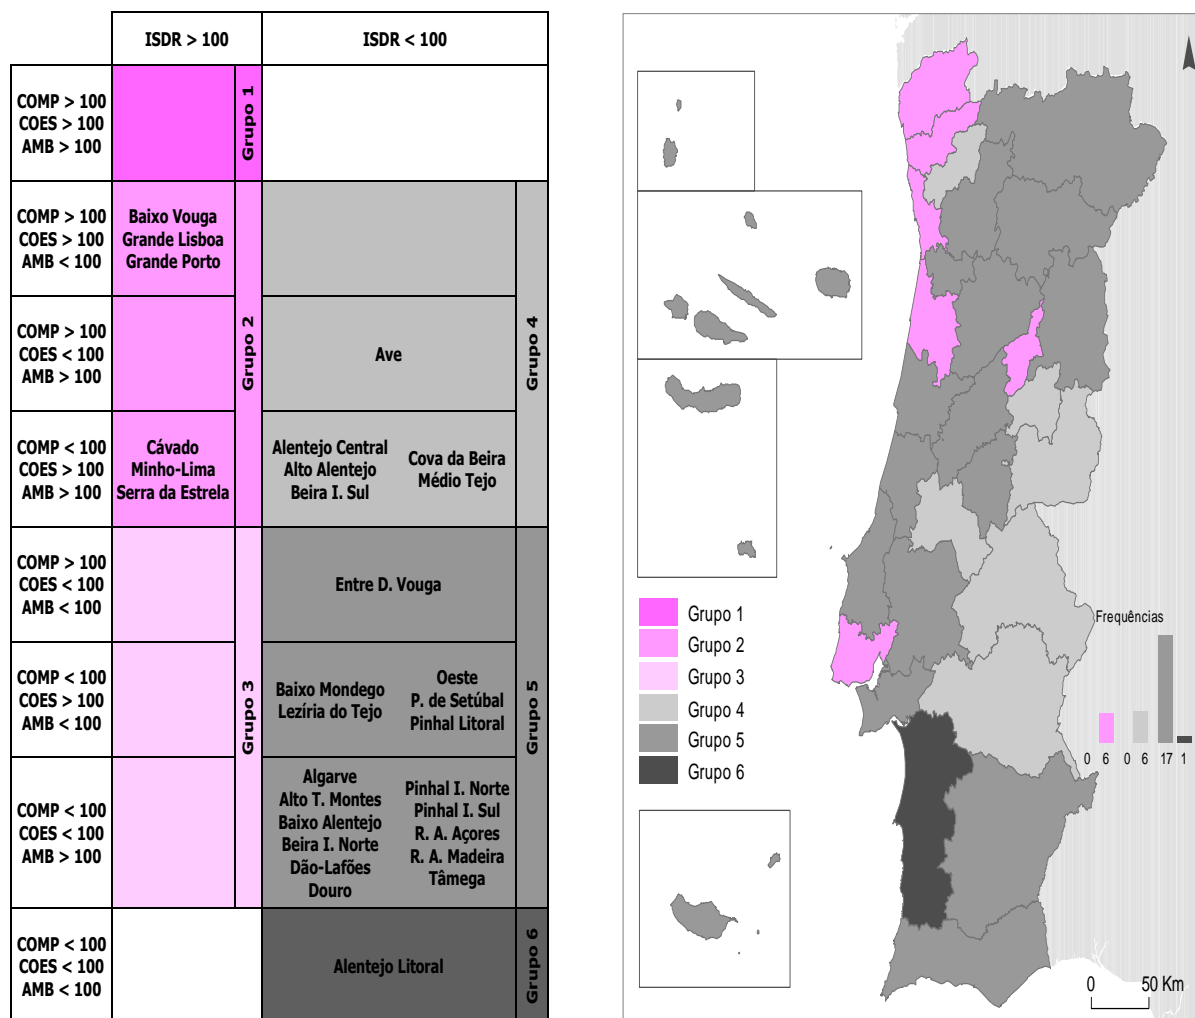 ISDR > 100
ISDR < 100
COMP > 100
COES > 100
AMB > 100
Grupo 1
COMP > 100
COES > 100
AMB < 100
Baixo Vouga
Grande Lisboa
Grande Porto
Grupo 2
Grupo 4
COMP > 100
COES < 100
AMB > 100
Ave
COMP < 100
COES > 100
AMB > 100
Cávado
Minho-Lima
Serra da Estrela
Alentejo Central
Alto Alentejo
Beira I. Sul
Cova da Beira
Médio Tejo
COMP > 100
COES < 100
AMB < 100
Grupo 3
Entre D. Vouga
Grupo 5
COMP < 100
COES > 100
AMB < 100
Baixo Mondego
Lezíria do Tejo
Oeste
P. de Setúbal
Pinhal Litoral
COMP < 100
COES < 100
AMB > 100
Algarve
Alto T. Montes
Baixo Alentejo
Beira I. Norte
Dão-Lafões
Douro
Pinhal I. Norte
Pinhal I. Sul
R. A. Açores
R. A. Madeira
Tâmega
COMP < 100
COES < 100
AMB < 100
Alentejo Litoral
Grupo 6
Grupo 1
Grupo 2
Grupo 3
Grupo 4
Grupo 5
Grupo 6
Frequências
0 6 0 6 17 1
0 50 Km